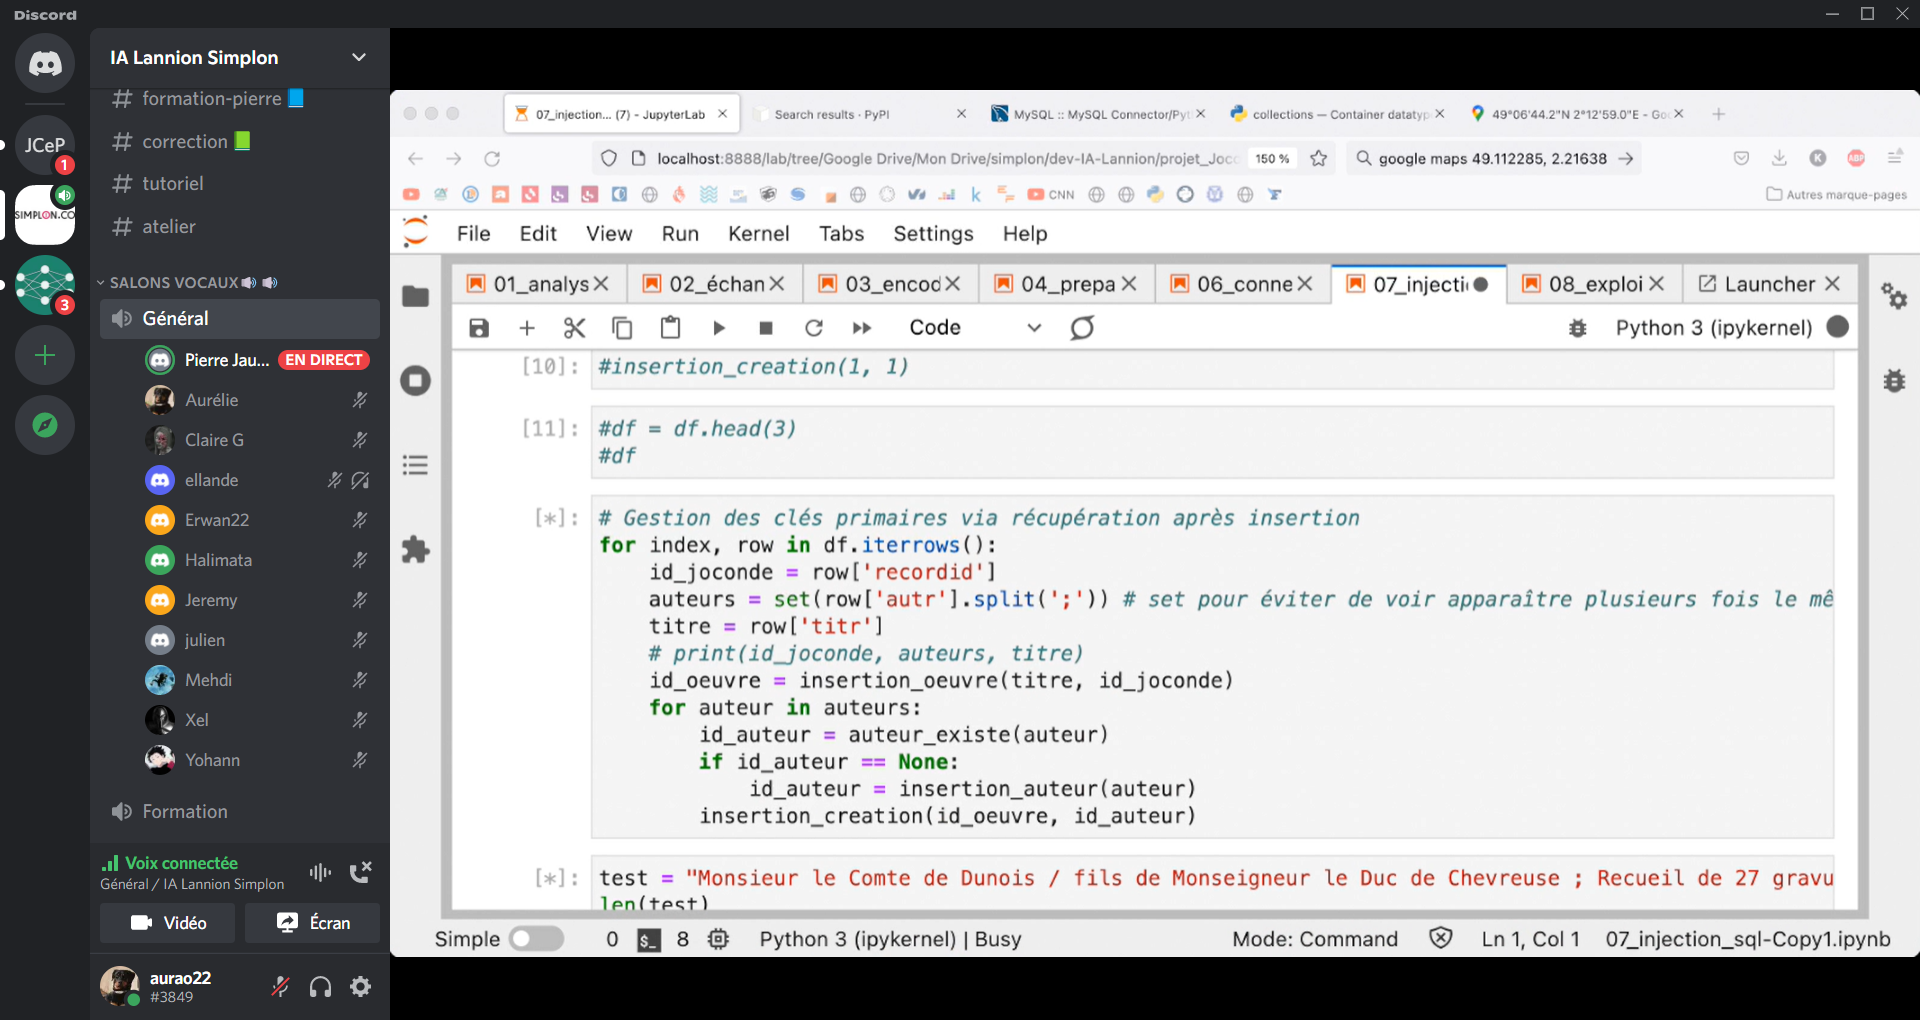 Discord
IA Lannion Simplon
# formation-pierre
# correction
# tutoriel
# atelier
SALONS VOCAUX
Général
Pierre Jau... EN DIRECT
Aurélie
Claire G
ellande
Erwan22
Halimata
Jeremy
julien
Mehdi
Xel
Yohann
Formation
Voix connectée
Général / IA Lannion Simplon
Vidéo
Écran
aurao22
#3849
JCeP
1
SIMPLON.CO
3
07_injection... (7) - JupyterLab
Search results · PyPI
MySQL :: MySQL Connector/Pyt
collections — Container datatyp
49°06'44.2"N 2°12'59.0"E - Goo
localhost:8888/lab/tree/Google Drive/Mon Drive/simplon/dev-IA-Lannion/projet_Joco
150 %
google maps 49.112285, 2.21638
K
ABP
CNN
Autres marque-pages
File Edit View Run Kernel Tabs Settings Help
01_analys
02_échan
03_encod
04_prepa
06_conne
07_injecti
08_exploi
Launcher
Code
Python 3 (ipykernel)
[10]: #insertion_creation(1, 1)
[11]: #df = df.head(3)
#df
[*]: # Gestion des clés primaires via récupération après insertion
for index, row in df.iterrows():
id_joconde = row['recordid']
auteurs = set(row['autr'].split(';')) # set pour éviter de voir apparaître plusieurs fois le mê
titre = row['titr']
# print(id_joconde, auteurs, titre)
id_oeuvre = insertion_oeuvre(titre, id_joconde)
for auteur in auteurs:
id_auteur = auteur_existe(auteur)
if id_auteur == None:
id_auteur = insertion_auteur(auteur)
insertion_creation(id_oeuvre, id_auteur)
[*]: test = "Monsieur le Comte de Dunois / fils de Monseigneur le Duc de Chevreuse ; Recueil de 27 gravu
len(test)
Simple
0
8
Python 3 (ipykernel) | Busy
Mode: Command
Ln 1, Col 1
07_injection_sql-Copy1.ipynb